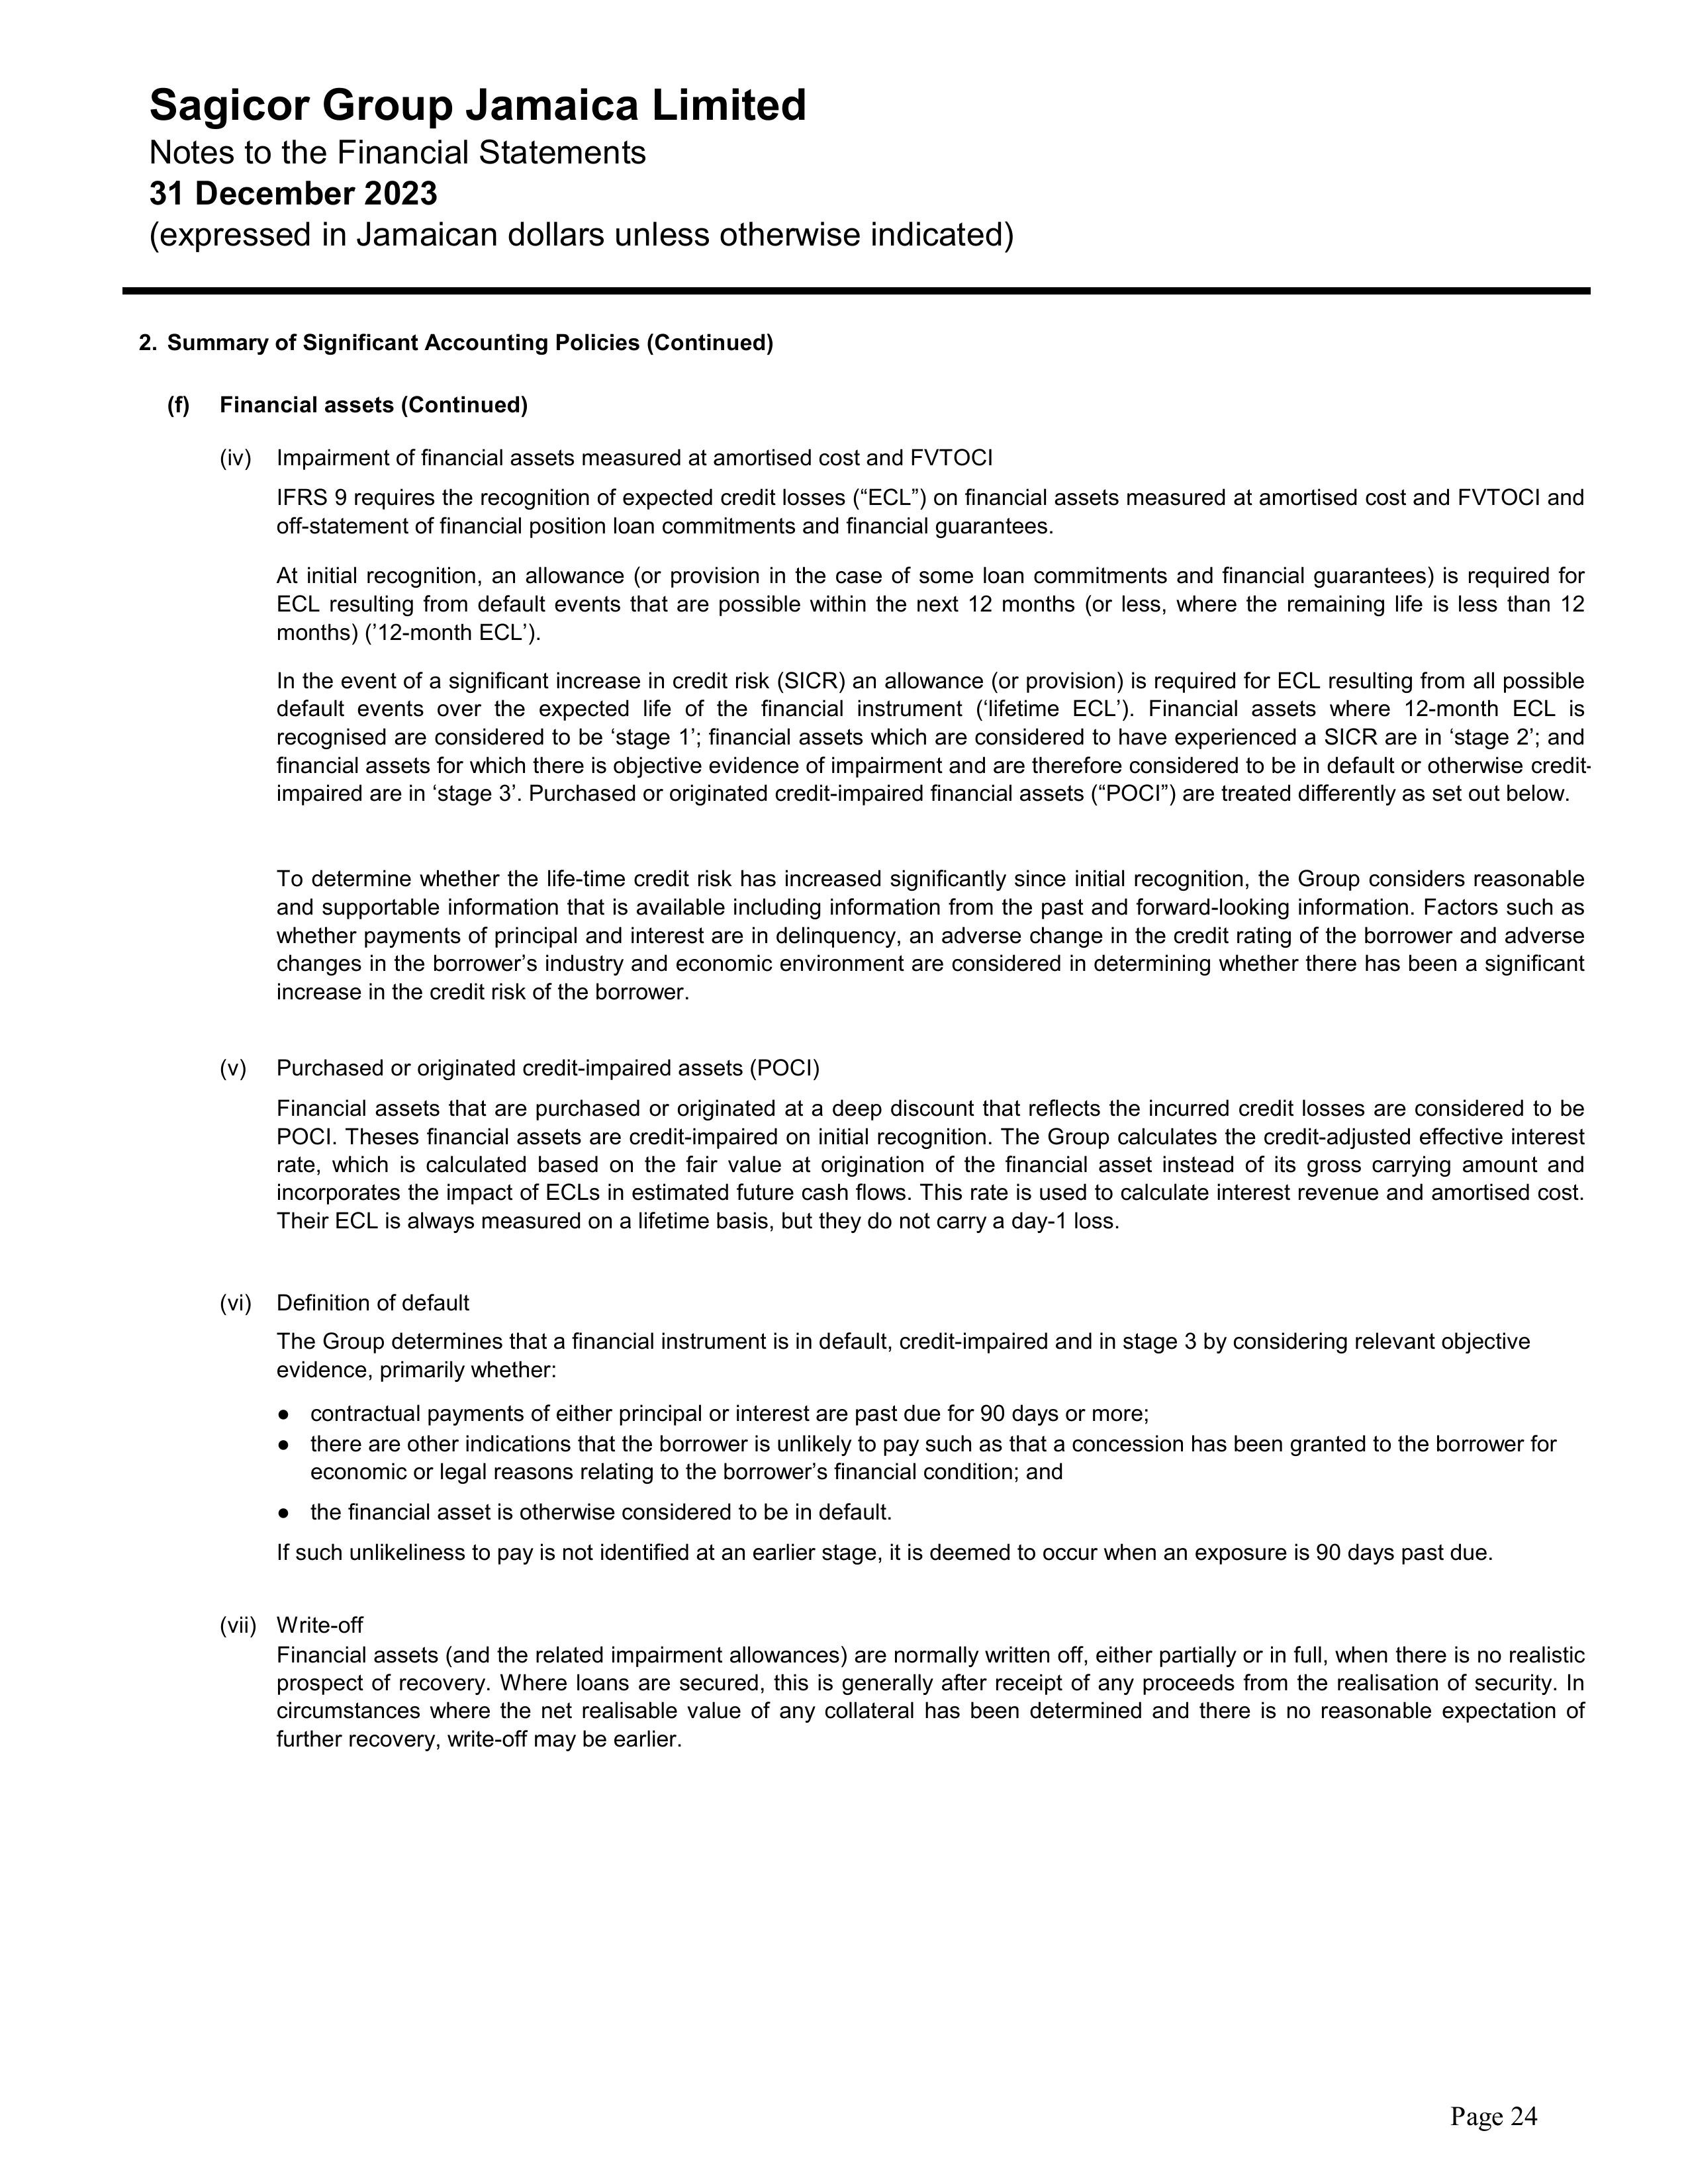 Sagicor Group Jamaica Limited
Notes to the Financial Statements
31 December 2023
(expressed in Jamaican dollars unless otherwise indicated)
2. Summary of Significant Accounting Policies (Continued)
(f) Financial assets (Continued)
(iv) Impairment of financial assets measured at amortised cost and FVTOCI
IFRS 9 requires the recognition of expected credit losses (“ECL”) on financial assets measured at amortised cost and FVTOCI and
off-statement of financial position loan commitments and financial guarantees.
At initial recognition, an allowance (or provision in the case of some loan commitments and financial guarantees) is required for
ECL resulting from default events that are possible within the next 12 months (or less, where the remaining life is less than 12
months) (’12-month ECL’).
In the event of a significant increase in credit risk (SICR) an allowance (or provision) is required for ECL resulting from all possible
default events over the expected life of the financial instrument (‘lifetime ECL’). Financial assets where 12-month ECL is
recognised are considered to be ‘stage 1’; financial assets which are considered to have experienced a SICR are in ‘stage 2’; and
financial assets for which there is objective evidence of impairment and are therefore considered to be in default or otherwise credit-
impaired are in ‘stage 3’. Purchased or originated credit-impaired financial assets (“POCI”) are treated differently as set out below.
To determine whether the life-time credit risk has increased significantly since initial recognition, the Group considers reasonable
and supportable information that is available including information from the past and forward-looking information. Factors such as
whether payments of principal and interest are in delinquency, an adverse change in the credit rating of the borrower and adverse
changes in the borrower’s industry and economic environment are considered in determining whether there has been a significant
increase in the credit risk of the borrower.
(v) Purchased or originated credit-impaired assets (POCI)
Financial assets that are purchased or originated at a deep discount that reflects the incurred credit losses are considered to be
POCI. Theses financial assets are credit-impaired on initial recognition. The Group calculates the credit-adjusted effective interest
rate, which is calculated based on the fair value at origination of the financial asset instead of its gross carrying amount and
incorporates the impact of ECLs in estimated future cash flows. This rate is used to calculate interest revenue and amortised cost.
Their ECL is always measured on a lifetime basis, but they do not carry a day-1 loss.
(vi) Definition of default
The Group determines that a financial instrument is in default, credit-impaired and in stage 3 by considering relevant objective
evidence, primarily whether:
● contractual payments of either principal or interest are past due for 90 days or more;
● there are other indications that the borrower is unlikely to pay such as that a concession has been granted to the borrower for
economic or legal reasons relating to the borrower’s financial condition; and
● the financial asset is otherwise considered to be in default.
If such unlikeliness to pay is not identified at an earlier stage, it is deemed to occur when an exposure is 90 days past due.
(vii) Write-off
Financial assets (and the related impairment allowances) are normally written off, either partially or in full, when there is no realistic
prospect of recovery. Where loans are secured, this is generally after receipt of any proceeds from the realisation of security. In
circumstances where the net realisable value of any collateral has been determined and there is no reasonable expectation of
further recovery, write-off may be earlier.
Page 24